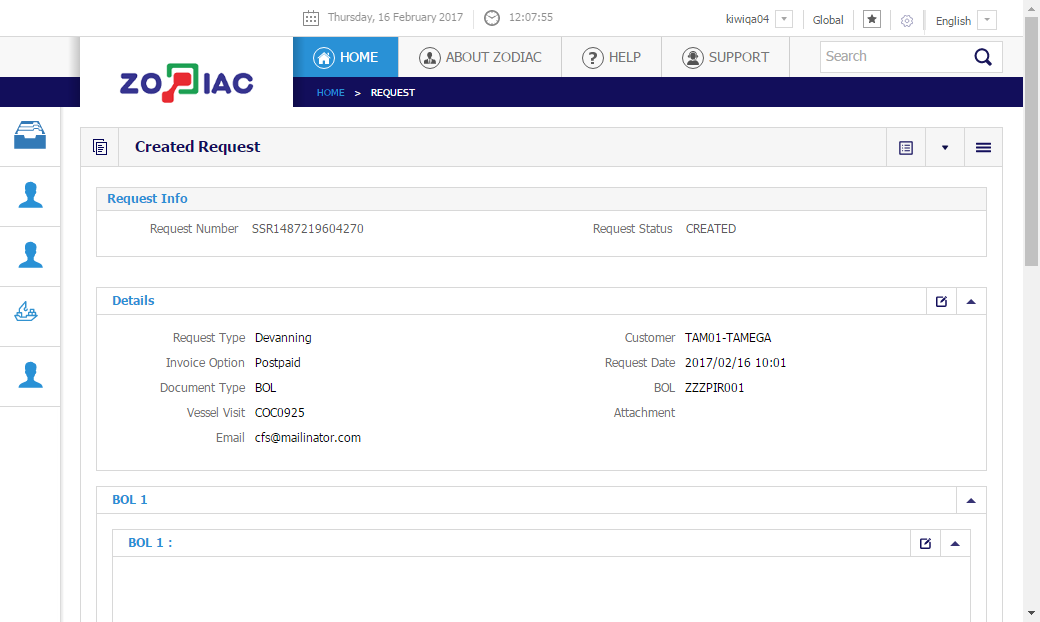 Thursday, 16 February 2017 12:07:55 kiwiqa04 Global English
ZODIAC
HOME ABOUT ZODIAC HELP SUPPORT Search
HOME > REQUEST
Created Request
Request Info
Request Number SSR1487219604270 Request Status CREATED
Details
Request Type Devanning Customer TAM01-TAMEGA
Invoice Option Postpaid Request Date 2017/02/16 10:01
Document Type BOL BOL ZZZPIR001
Vessel Visit COC0925 Attachment
Email cfs@mailinator.com
BOL 1
BOL 1 :